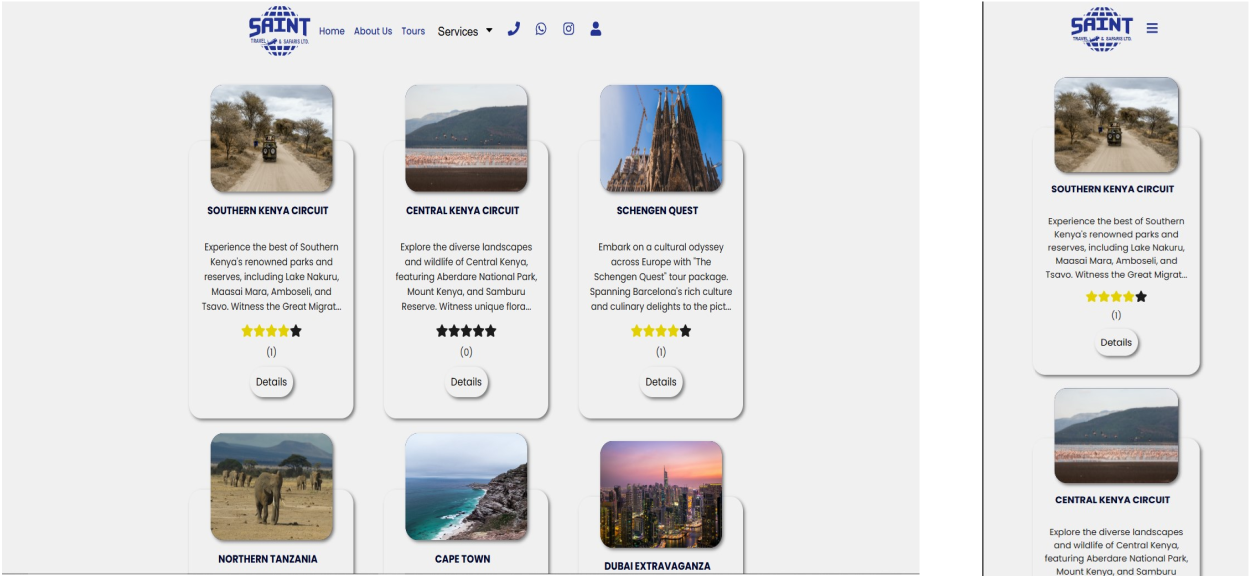 SAINT
TRAVEL & SAFARIS LTD.
Home About Us Tours Services
SOUTHERN KENYA CIRCUIT
Experience the best of Southern
Kenya's renowned parks and
reserves, including Lake Nakuru,
Maasai Mara, Amboseli, and
Tsavo. Witness the Great Migrat...
(1)
Details
CENTRAL KENYA CIRCUIT
Explore the diverse landscapes
and wildlife of Central Kenya,
featuring Aberdare National Park,
Mount Kenya, and Samburu
Reserve. Witness unique flora...
(0)
Details
SCHENGEN QUEST
Embark on a cultural odyssey
across Europe with "The
Schengen Quest" tour package.
Spanning Barcelona's rich culture
and culinary delights to the pict...
(1)
Details
NORTHERN TANZANIA
CAPE TOWN
DUBAI EXTRAVAGANZA
SAINT
TRAVEL & SAFARIS LTD.
SOUTHERN KENYA CIRCUIT
Experience the best of Southern
Kenya's renowned parks and
reserves, including Lake Nakuru,
Maasai Mara, Amboseli, and
Tsavo. Witness the Great Migrat...
(1)
Details
CENTRAL KENYA CIRCUIT
Explore the diverse landscapes
and wildlife of Central Kenya,
featuring Aberdare National Park,
Mount Kenya, and Samburu